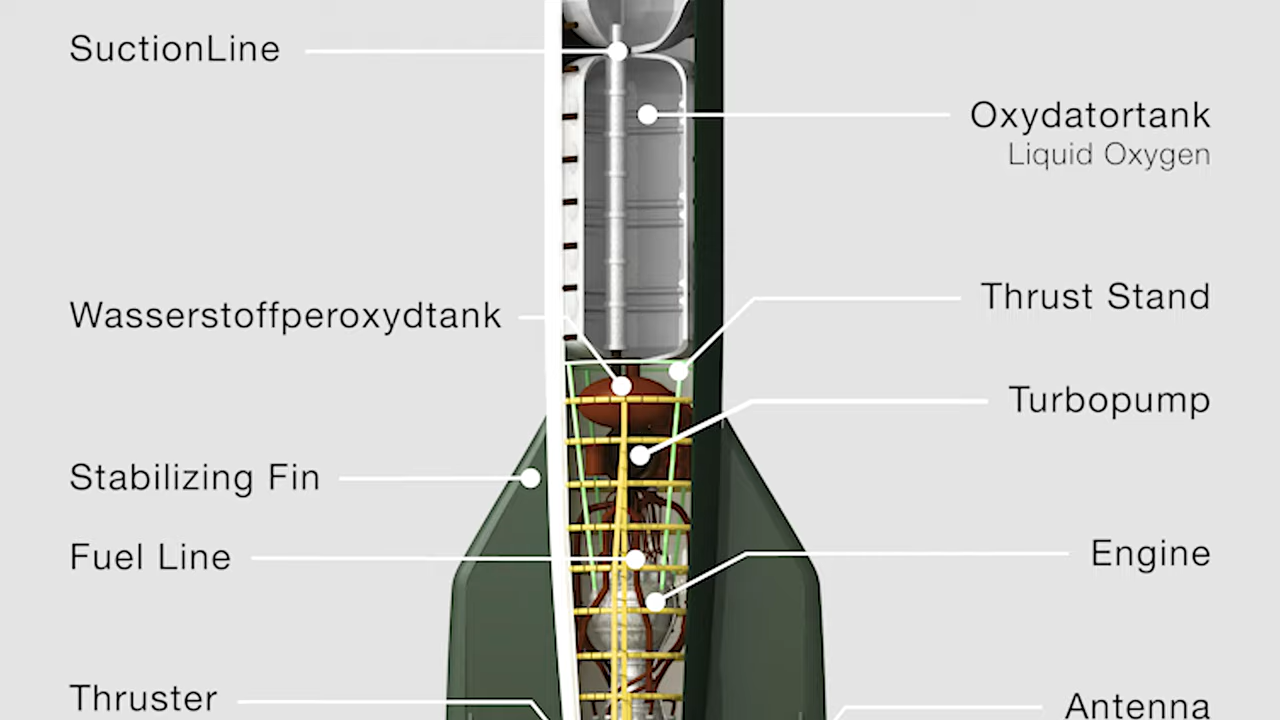 SuctionLine
Oxydatortank
Liquid Oxygen
Thrust Stand
Wasserstoffperoxydtank
Turbopump
Stabilizing Fin
Fuel Line
Engine
Thruster
Antenna